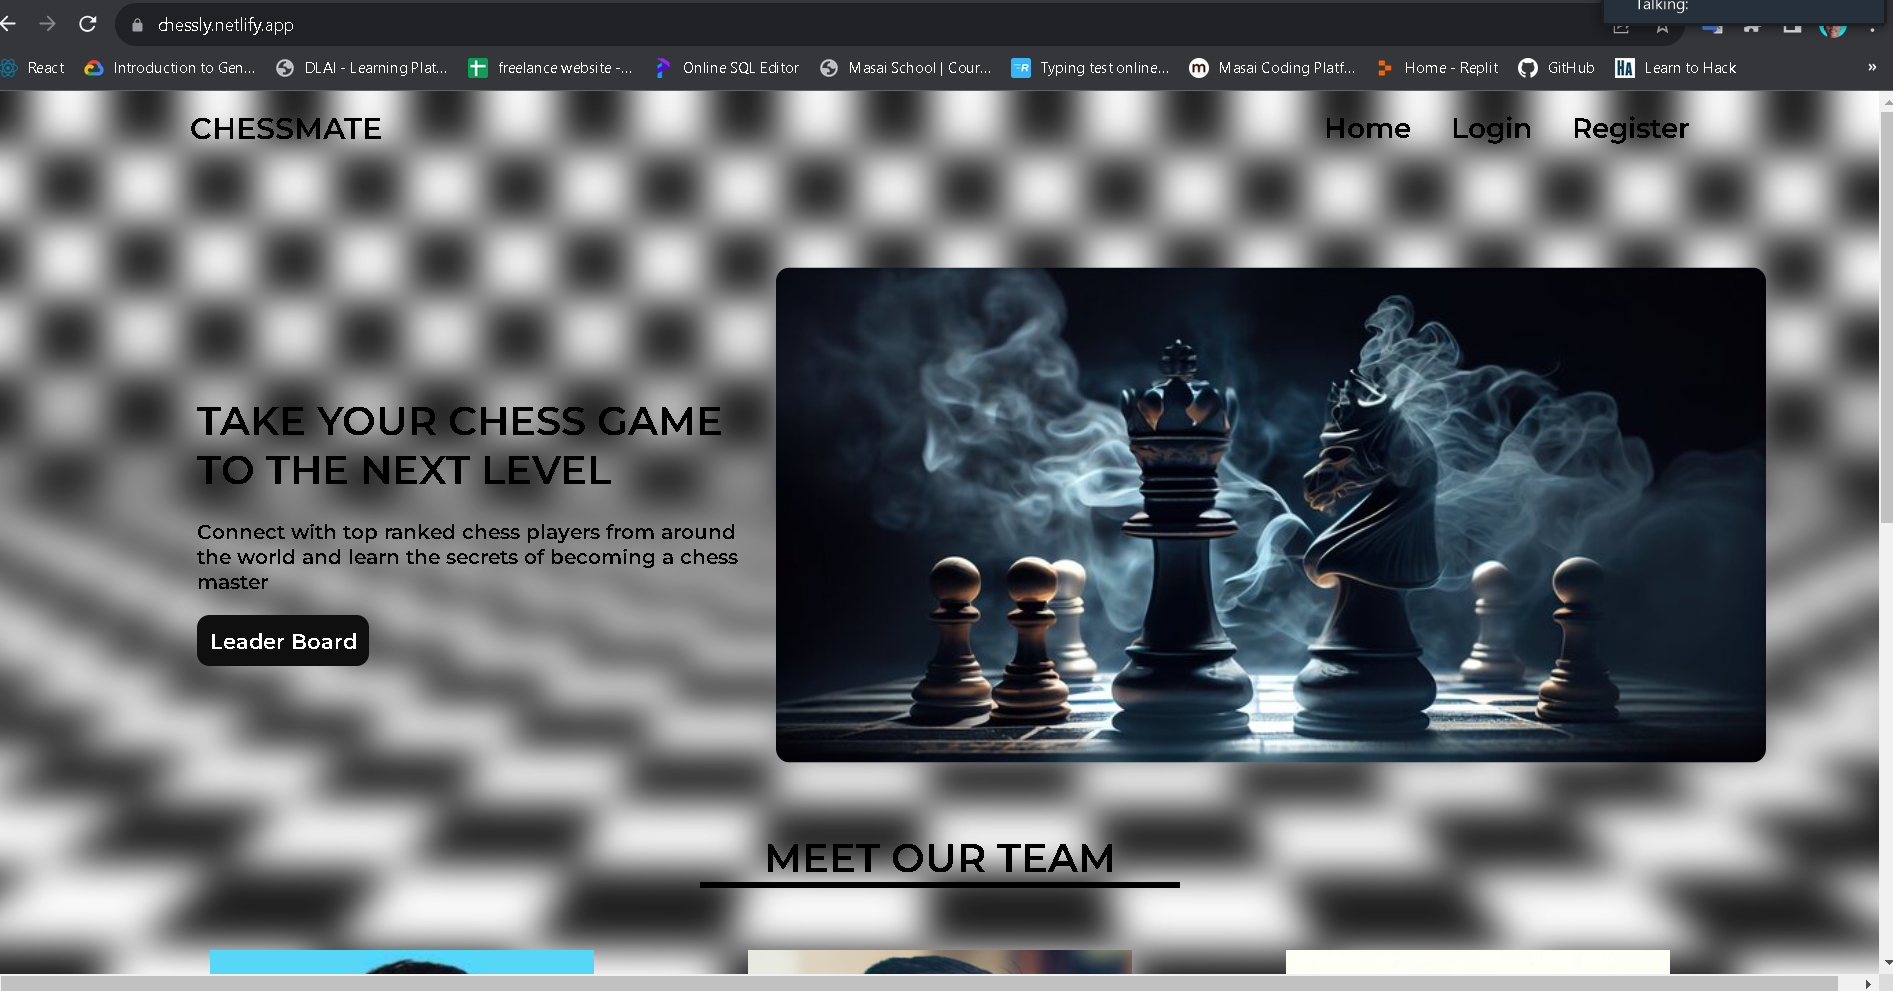 Talking:
chessly.netlify.app
React Introduction to Gen... DLAI - Learning Plat... freelance website -... Online SQL Editor Masai School | Cour... Typing test online... Masai Coding Platf... Home - Replit GitHub Learn to Hack »
CHESSMATE Home Login Register
TAKE YOUR CHESS GAME
TO THE NEXT LEVEL
Connect with top ranked chess players from around
the world and learn the secrets of becoming a chess
master
Leader Board
MEET OUR TEAM